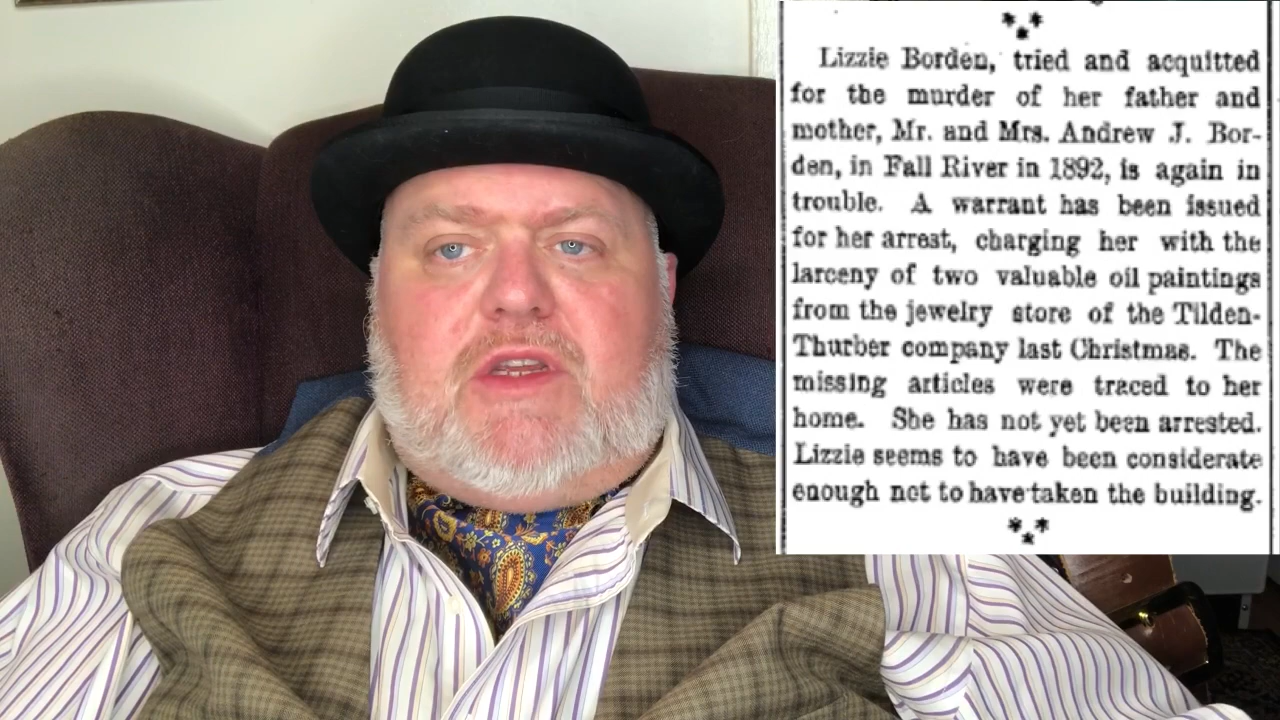 Lizzie Borden, tried and acquitted
for the murder of her father and
mother, Mr. and Mrs. Andrew J. Bor-
den, in Fall River in 1892, is again in
trouble. A warrant has been issued
for her arrest, charging her with the
larceny of two valuable oil paintings
from the jewelry store of the Tilden-
Thurber company last Christmas. The
missing articles were traced to her
home. She has not yet been arrested.
Lizzie seems to have been considerate
enough not to have taken the building.